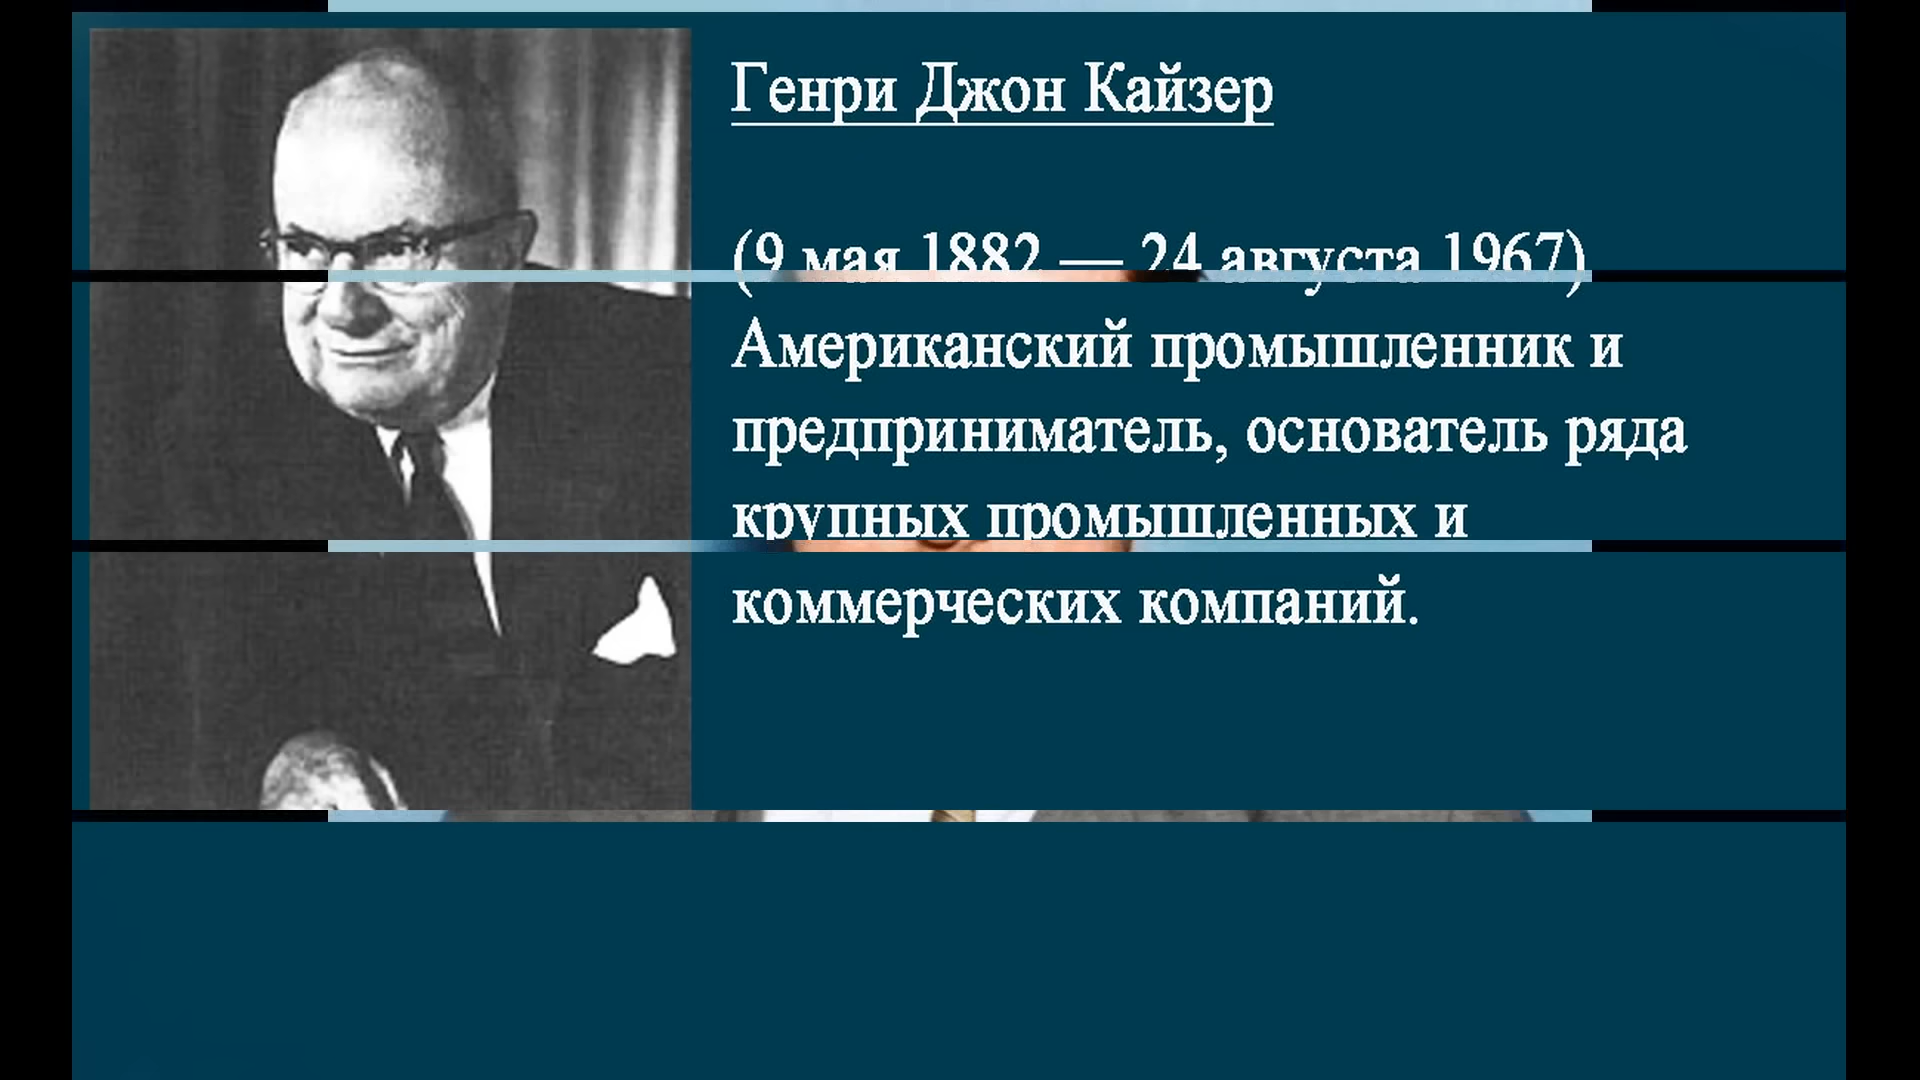 Генри Джон Кайзер
(9 мая 1882 — 24 августа 1967)
Американский промышленник и
предприниматель, основатель ряда
крупных промышленных и
коммерческих компаний.